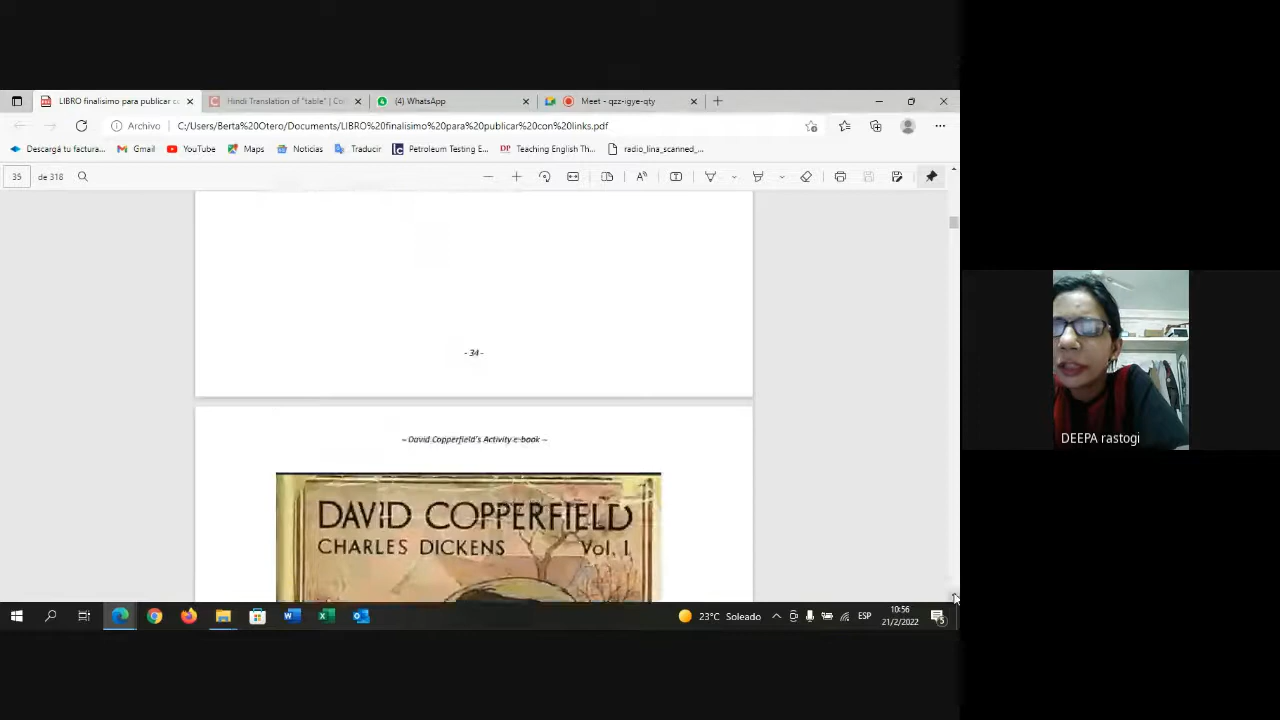 LIBRO finalisimo para publicar c
Hindi Translation of "table" | Co
(4) WhatsApp
Meet - qzz-igye-qty
Archivo
C:/Users/Berta%20Otero/Documents/LIBRO%20finalisimo%20para%20publicar%20con%20links.pdf
Descargá tu factura...
Gmail
YouTube
Maps
Noticias
Traducir
Petroleum Testing E...
DP
Teaching English Th...
radio_lina_scanned_...
35
de 318
- 34 -
~ David Copperfield's Activity e-book ~
DAVID COPPERFIELD
CHARLES DICKENS Vol. I
DEEPA rastogi
23°C Soleado
ESP
10:56
21/2/2022
5